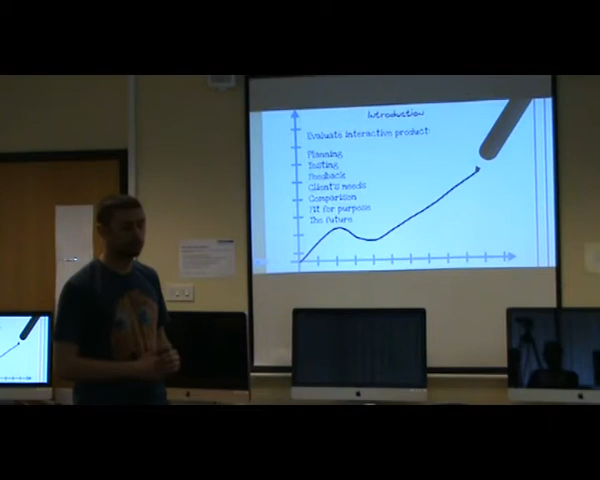 Introduction
Evaluate interactive product:
Planning
Testing
Feedback
Client's needs
Comparison
Fit for purpose
The future